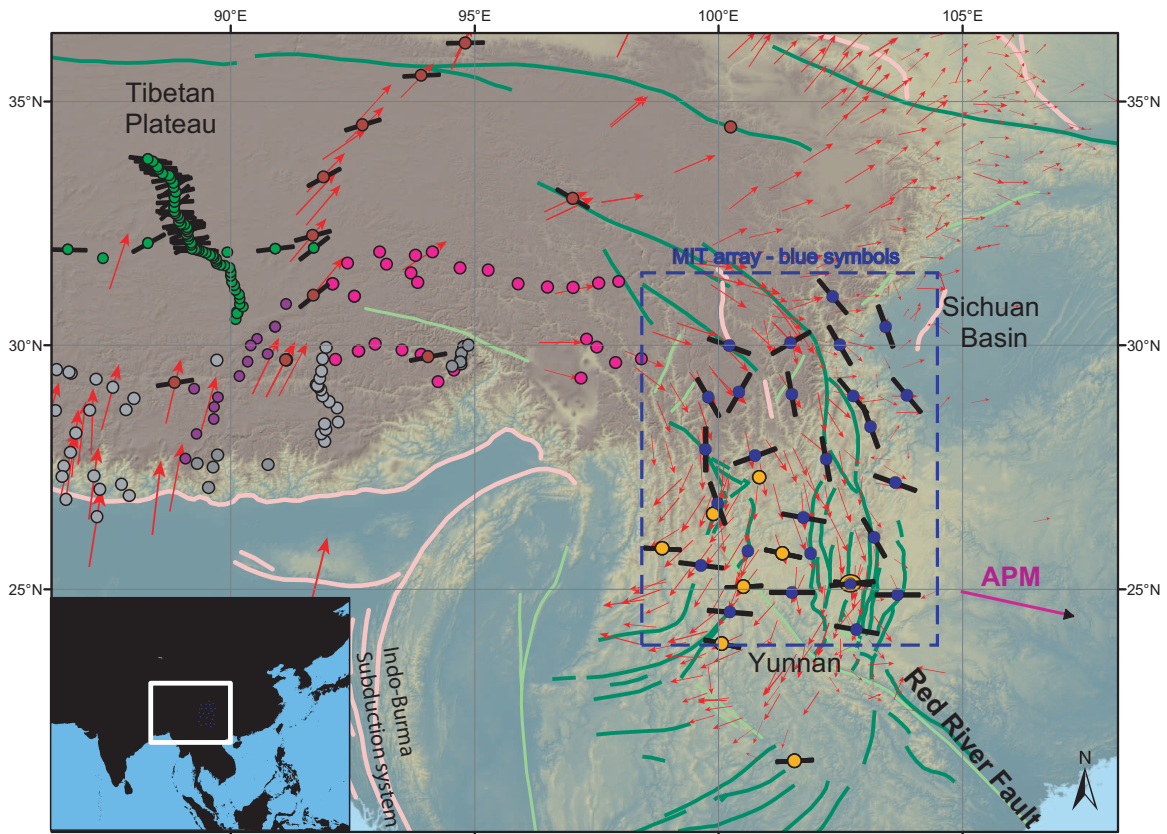 90°E 95°E 100°E 105°E
Tibetan
Plateau
35°N 35°N
MIT array - blue symbols
Sichuan
Basin
30°N 30°N
APM
25°N 25°N
Yunnan
Indo-Burma
Subduction system
Red River Fault
N